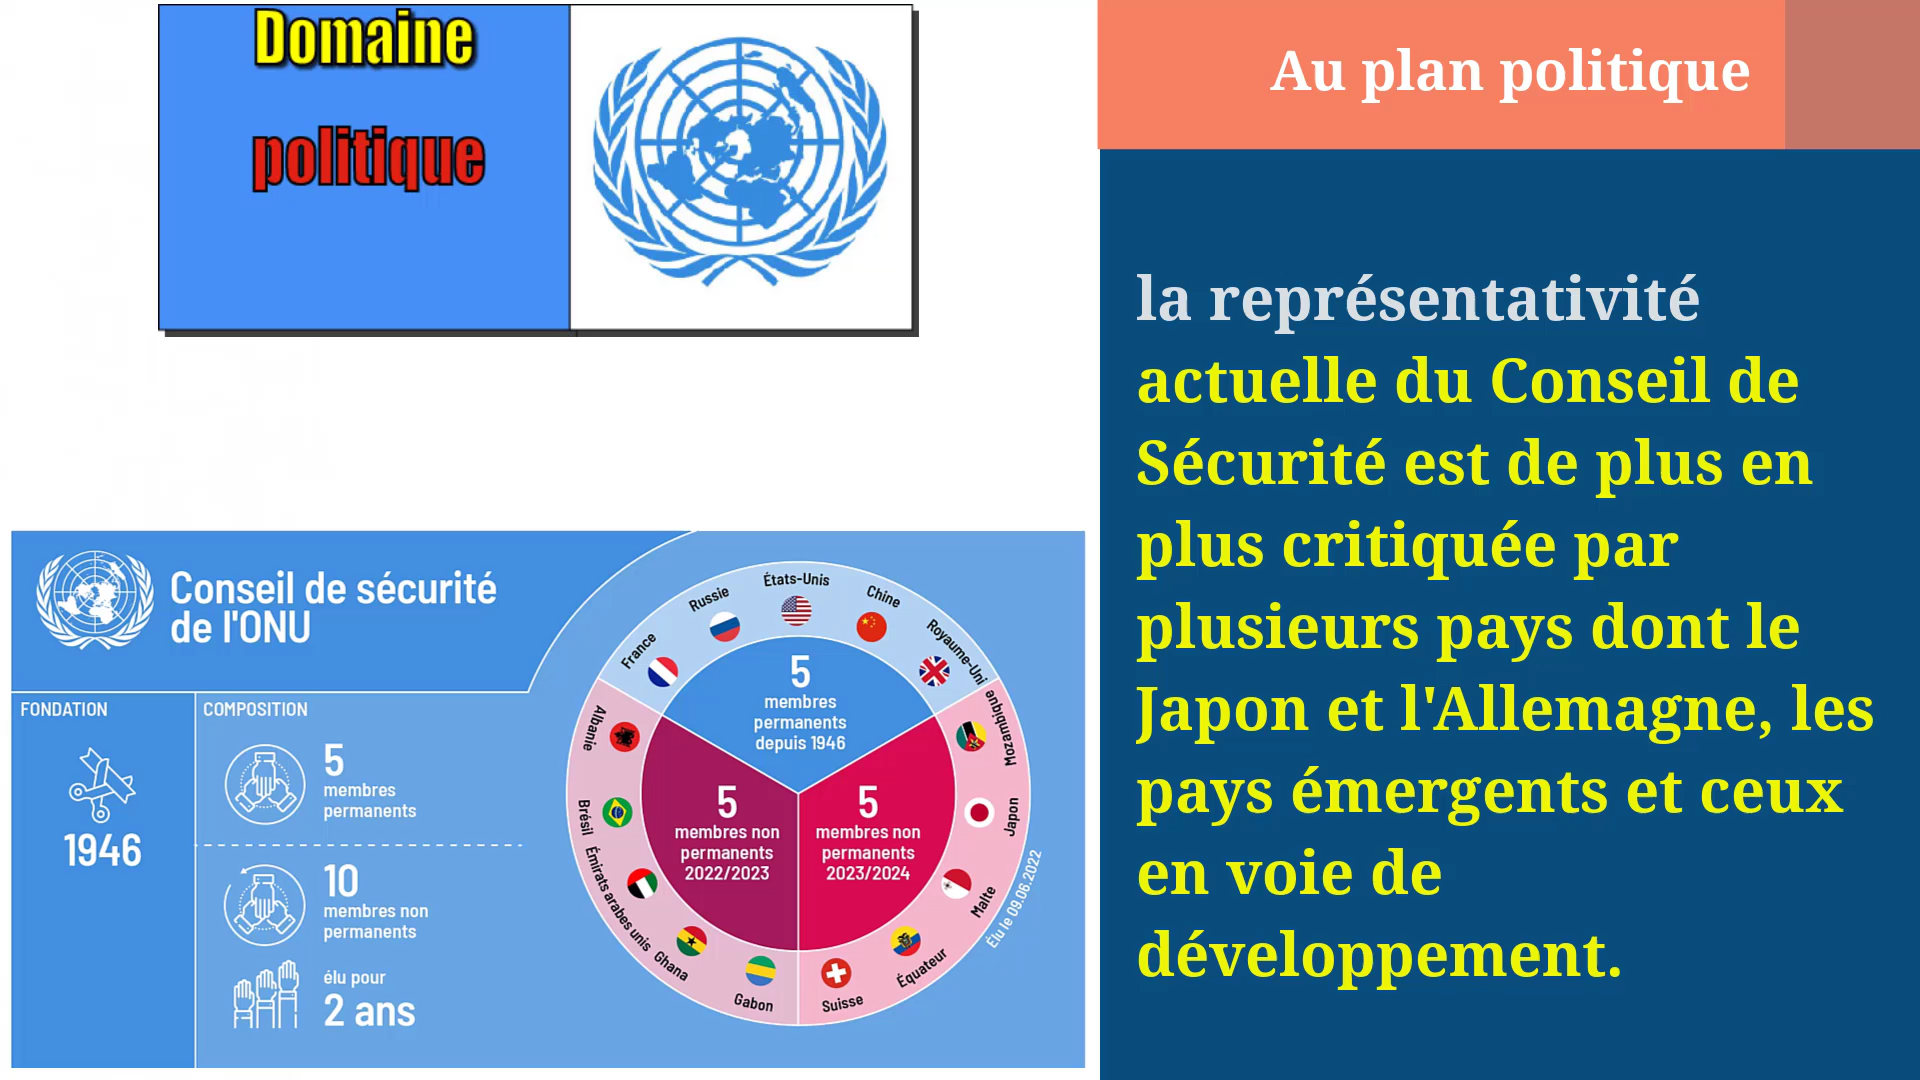 Domaine
politique
Au plan politique
la représentativité
actuelle du Conseil de
Sécurité est de plus en
plus critiquée par
plusieurs pays dont le
Japon et l'Allemagne, les
pays émergents et ceux
en voie de
développement.
Conseil de sécurité
de l'ONU
FONDATION
1946
COMPOSITION
5
membres
permanents
10
membres non
permanents
élu pour
2 ans
France
Russie
États-Unis
Chine
Royaume-Uni
5
membres
permanents
depuis 1946
Albanie
Brésil
Émirats arabes unis
Ghana
Gabon
5
membres non
permanents
2022/2023
Mozambique
Japon
Malte
Équateur
Suisse
5
membres non
permanents
2023/2024
Élu le 09.06.2022